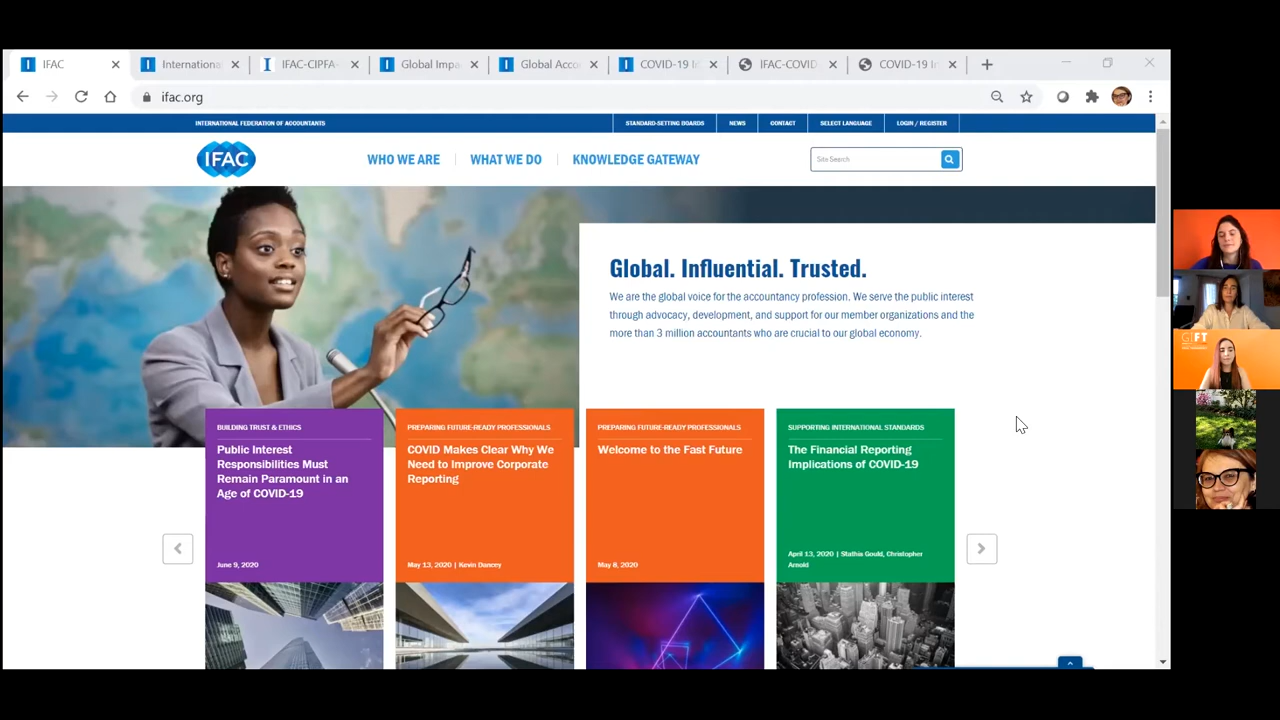 IFAC
Internationa
IFAC-CIPFA-
Global Impa
Global Acco
COVID-19 In
IFAC-COVID
COVID-19 In
ifac.org
INTERNATIONAL FEDERATION OF ACCOUNTANTS
STANDARD-SETTING BOARDS
NEWS
CONTACT
SELECT LANGUAGE
LOGIN / REGISTER
IFAC
WHO WE ARE
WHAT WE DO
KNOWLEDGE GATEWAY
Site Search
Global. Influential. Trusted.
We are the global voice for the accountancy profession. We serve the public interest
through advocacy, development, and support for our member organizations and the
more than 3 million accountants who are crucial to our global economy.
BUILDING TRUST & ETHICS
Public Interest
Responsibilities Must
Remain Paramount in an
Age of COVID-19
June 9, 2020
PREPARING FUTURE-READY PROFESSIONALS
COVID Makes Clear Why We
Need to Improve Corporate
Reporting
May 13, 2020 | Kevin Dancey
PREPARING FUTURE-READY PROFESSIONALS
Welcome to the Fast Future
May 8, 2020
SUPPORTING INTERNATIONAL STANDARDS
The Financial Reporting
Implications of COVID-19
April 13, 2020 | Stathis Gould, Christopher
Arnold